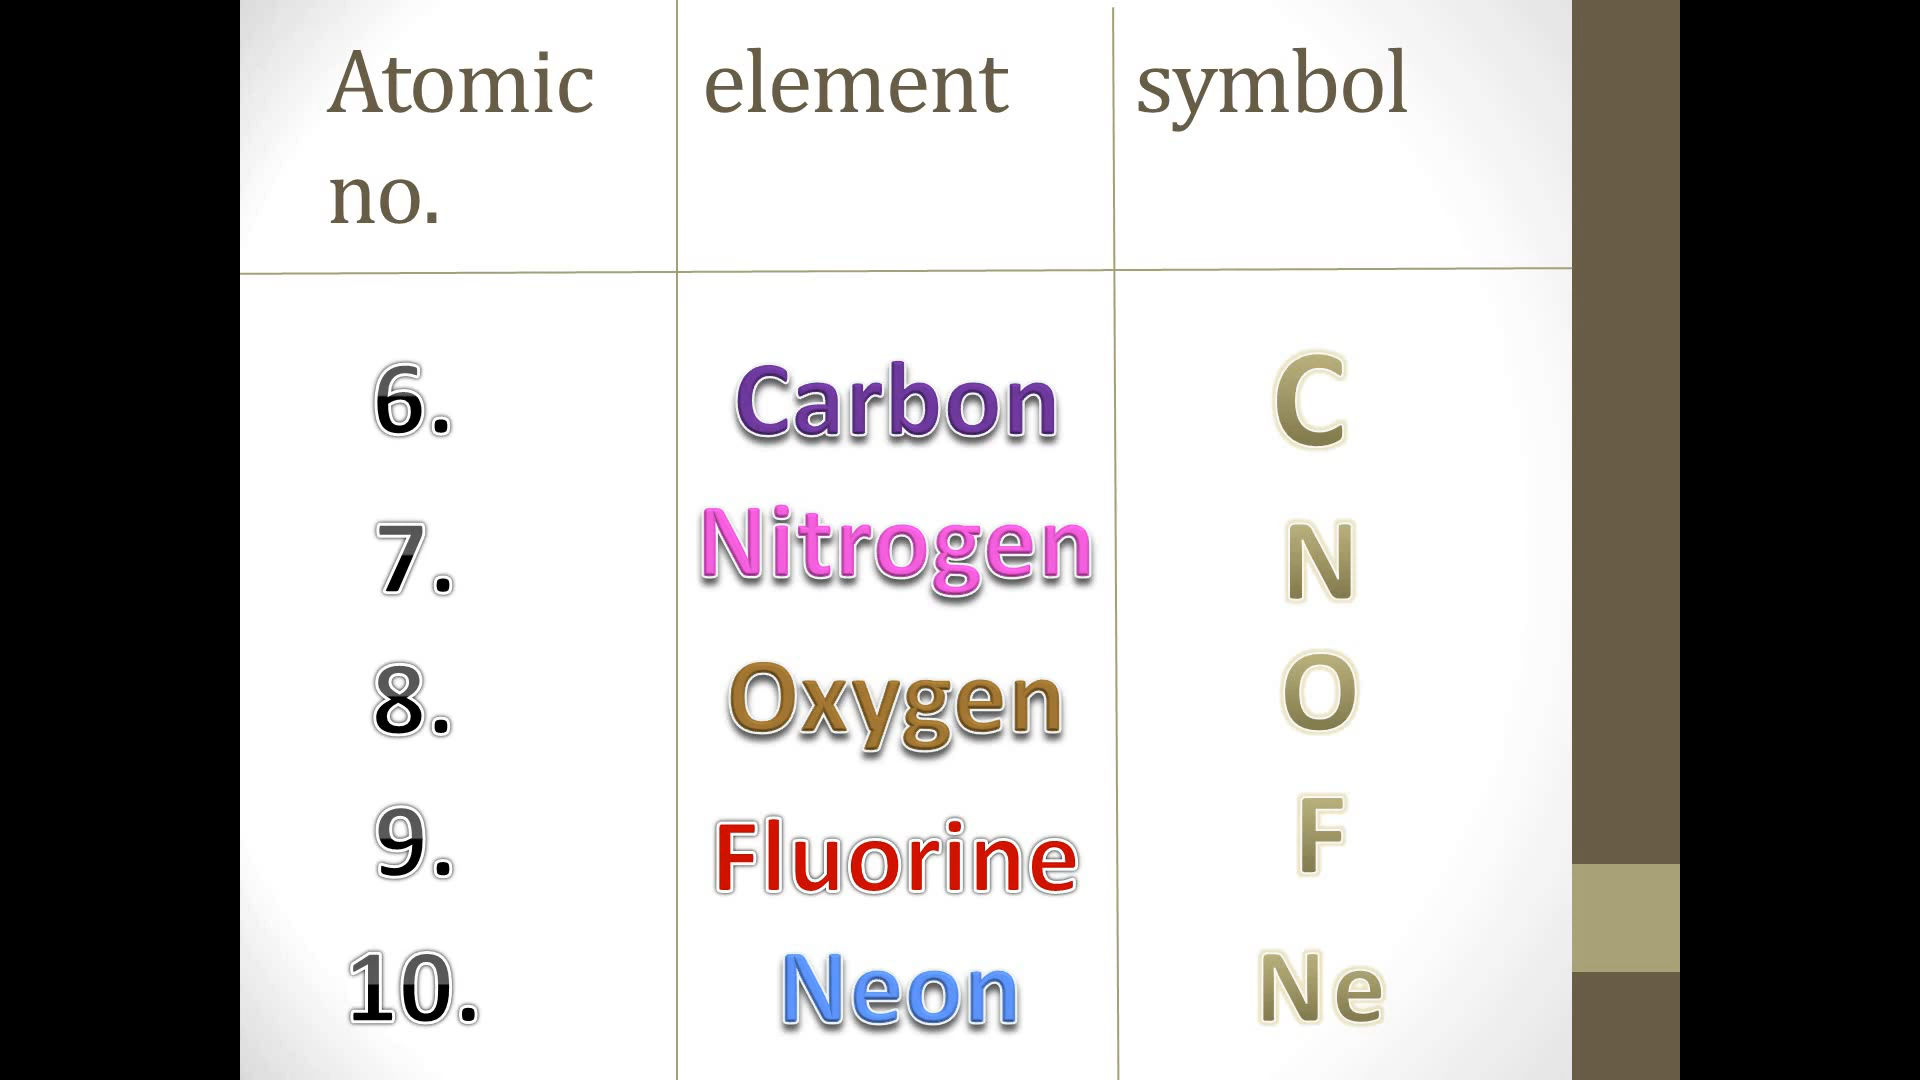 Atomic no. element symbol
6. Carbon C
7. Nitrogen N
8. Oxygen O
9. Fluorine F
10. Neon Ne